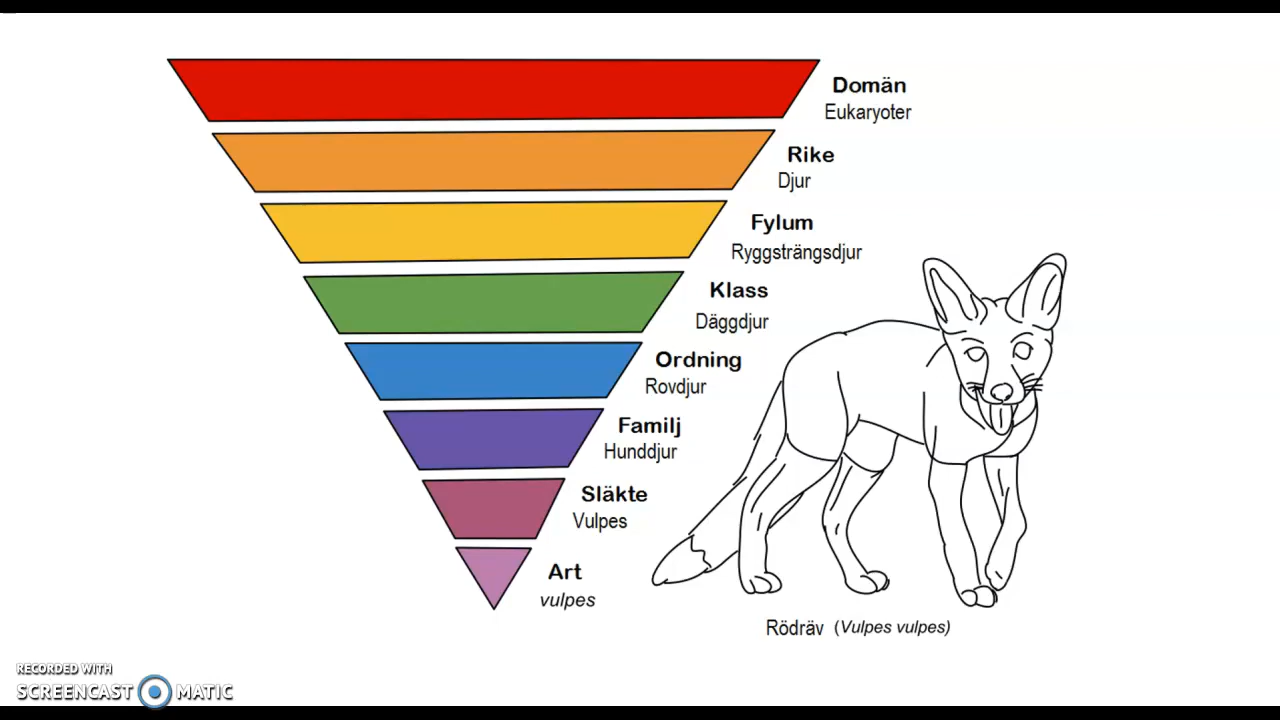 Domän
Eukaryoter
Rike
Djur
Fylum
Ryggsträngsdjur
Klass
Däggdjur
Ordning
Rovdjur
Familj
Hunddjur
Släkte
Vulpes
Art
vulpes
Rödräv (Vulpes vulpes)
RECORDED WITH
SCREENCAST MATIC